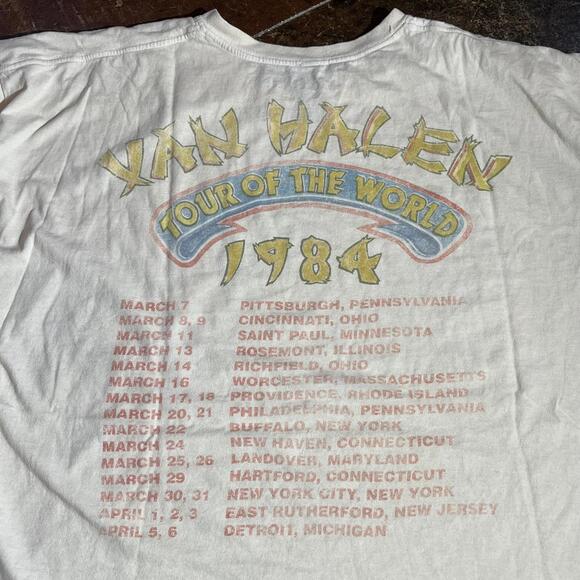 VAN HALEN
TOUR OF THE WORLD
1984
MARCH 7 PITTSBURGH, PENNSYLVANIA
MARCH 8, 9 CINCINNATI, OHIO
MARCH 11 SAINT PAUL, MINNESOTA
MARCH 13 ROSEMONT, ILLINOIS
MARCH 14 RICHFIELD, OHIO
MARCH 16 WORCESTER, MASSACHUSETTS
MARCH 17, 18 PROVIDENCE, RHODE ISLAND
MARCH 20, 21 PHILADELPHIA, PENNSYLVANIA
MARCH 22 BUFFALO, NEW YORK
MARCH 24 NEW HAVEN, CONNECTICUT
MARCH 25, 26 LANDOVER, MARYLAND
MARCH 29 HARTFORD, CONNECTICUT
MARCH 30, 31 NEW YORK CITY, NEW YORK
APRIL 1, 2, 3 EAST RUTHERFORD, NEW JERSEY
APRIL 5, 6 DETROIT, MICHIGAN